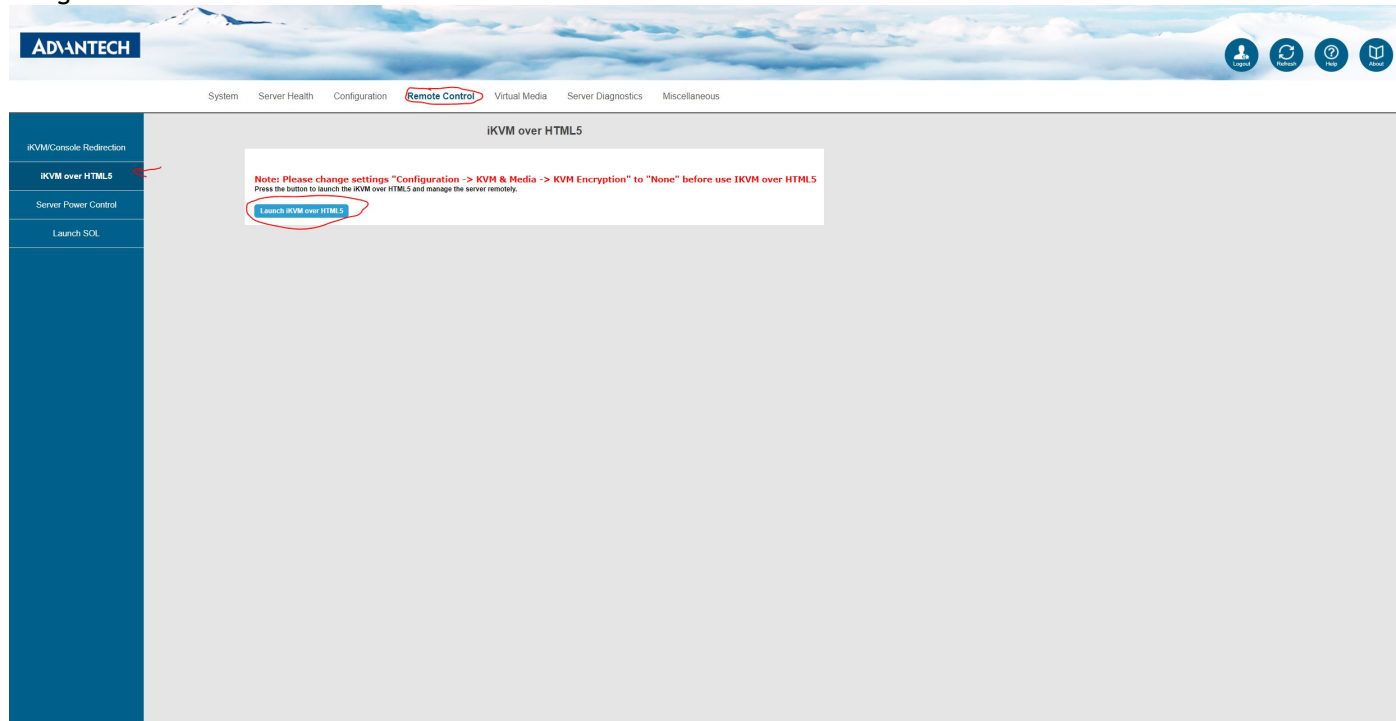 ADVANTECH
Logout
Refresh
Help
About
System Server Health Configuration Remote Control Virtual Media Server Diagnostics Miscellaneous
iKVM/Console Redirection
iKVM over HTML5
Server Power Control
Launch SOL
iKVM over HTML5
Note: Please change settings "Configuration -> KVM & Media -> KVM Encryption" to "None" before use IKVM over HTML5
Press the button to launch the iKVM over HTML5 and manage the server remotely.
Launch iKVM over HTML5